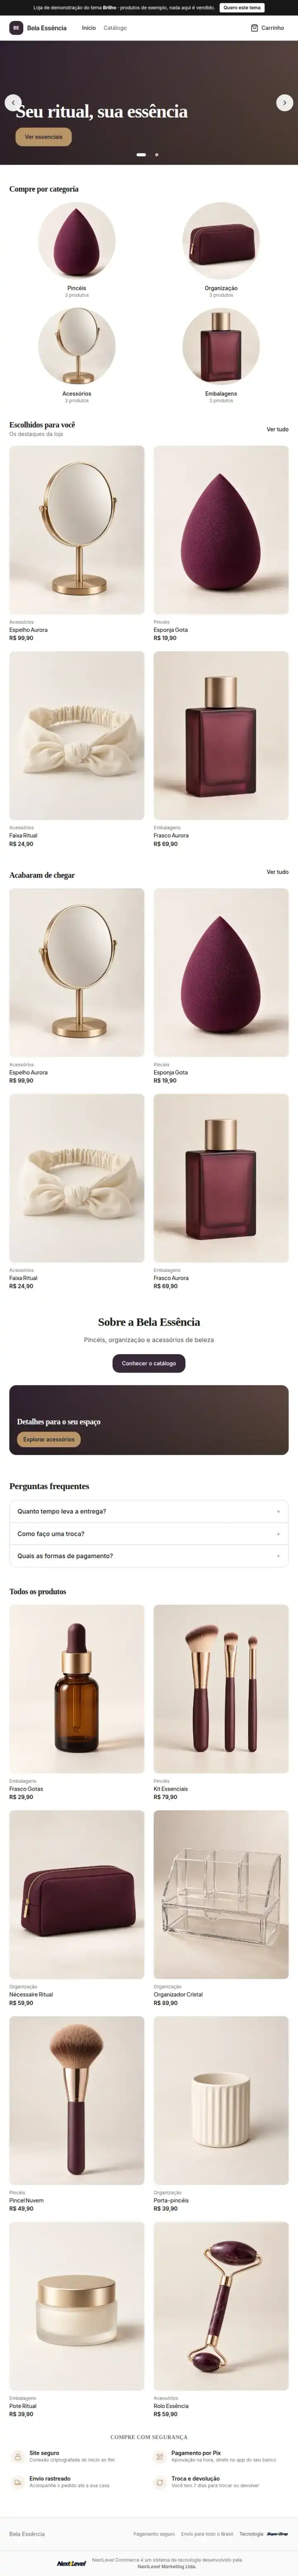 Loja de demonstração do tema Brilho · produtos de exemplo, nada aqui é vendido. Quero este tema
BE Bela Essência Início Catálogo Carrinho
Seu ritual, sua essência
Ver essenciais
Compre por categoria
Pincéis
3 produtos
Organização
3 produtos
Acessórios
3 produtos
Embalagens
3 produtos
Escolhidos para você
Os destaques da loja
Ver tudo
Acessórios
Espelho Aurora
R$ 99,90
Pincéis
Esponja Gota
R$ 19,90
Acessórios
Faixa Ritual
R$ 24,90
Embalagens
Frasco Aurora
R$ 69,90
Acabaram de chegar
Ver tudo
Acessórios
Espelho Aurora
R$ 99,90
Pincéis
Esponja Gota
R$ 19,90
Acessórios
Faixa Ritual
R$ 24,90
Embalagens
Frasco Aurora
R$ 69,90
Sobre a Bela Essência
Pincéis, organização e acessórios de beleza
Conhecer o catálogo
Detalhes para o seu espaço
Explorar acessórios
Perguntas frequentes
Quanto tempo leva a entrega? +
Como faço uma troca? +
Quais as formas de pagamento? +
Todos os produtos
Embalagens
Frasco Gotas
R$ 29,90
Pincéis
Kit Essenciais
R$ 79,90
Organização
Nécessaire Ritual
R$ 59,90
Organização
Organizador Cristal
R$ 89,90
Pincéis
Pincel Nuvem
R$ 49,90
Organização
Porta-pincéis
R$ 39,90
Embalagens
Pote Ritual
R$ 39,90
Acessórios
Rolo Essência
R$ 59,90
COMPRE COM SEGURANÇA
Site seguro
Conexão criptografada do início ao fim
Pagamento por Pix
Aprovação na hora, direto no app do seu banco
Envio rastreado
Acompanhe o pedido até a sua casa
Troca e devolução
Você tem 7 dias para trocar ou devolver
Bela Essência
Pagamento seguro Envio para todo o Brasil Tecnologia SuperDrop
NextLevel
NextLevel Commerce é um sistema de tecnologia desenvolvido pela
NextLevel Marketing Ltda.